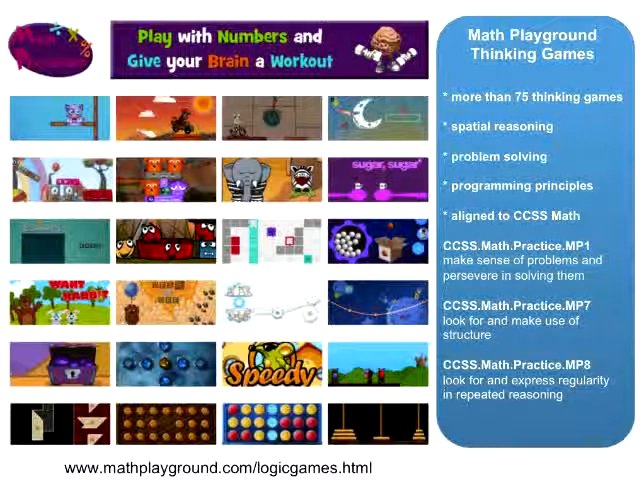 Play with Numbers and
Give your Brain a Workout
sugar, sugar
WANT
RABBIT
Speedy
Math Playground
Thinking Games
* more than 75 thinking games
* spatial reasoning
* problem solving
* programming principles
* aligned to CCSS Math
CCSS.Math.Practice.MP1
make sense of problems and
persevere in solving them
CCSS.Math.Practice.MP7
look for and make use of
structure
CCSS.Math.Practice.MP8
look for and express regularity
in repeated reasoning
www.mathplayground.com/logicgames.html